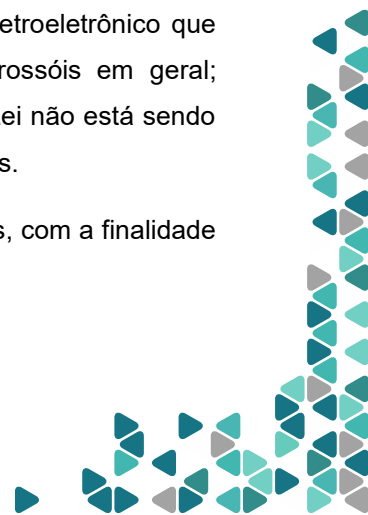 etroeletrônico que
rossóis em geral;
ei não está sendo
s.
s, com a finalidade